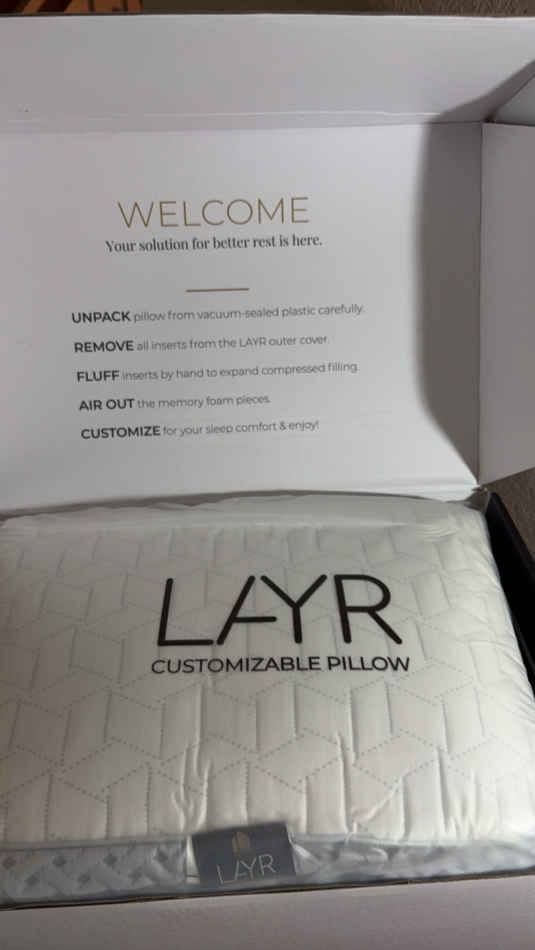 WELCOME
Your solution for better rest is here.
UNPACK pillow from vacuum-sealed plastic carefully.
REMOVE all inserts from the LAYR outer cover.
FLUFF inserts by hand to expand compressed filling.
AIR OUT the memory foam pieces.
CUSTOMIZE for your sleep comfort & enjoy!
LAYR
CUSTOMIZABLE PILLOW
LAYR